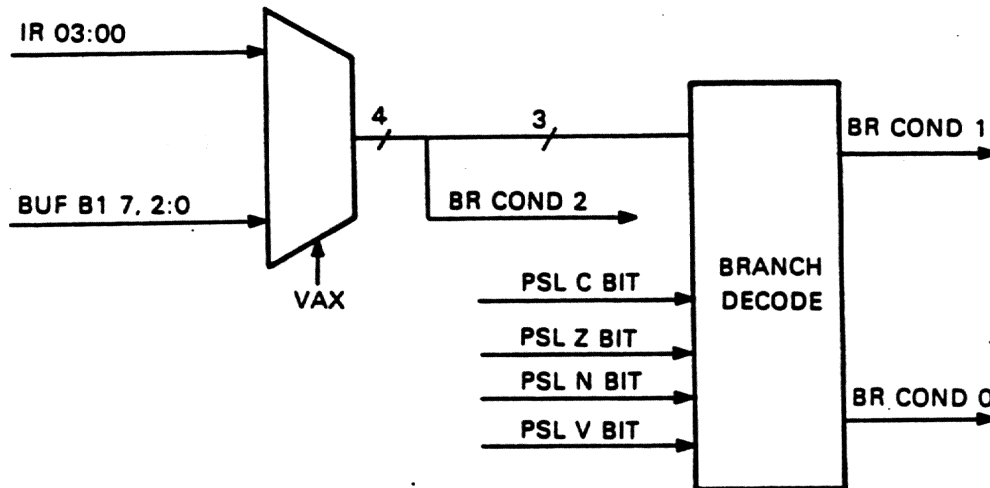 IR 03:00
4
3
BR COND 1
BUF B1 7, 2:0
BR COND 2
VAX
BRANCH
DECODE
PSL C BIT
PSL Z BIT
PSL N BIT
BR COND 0
PSL V BIT